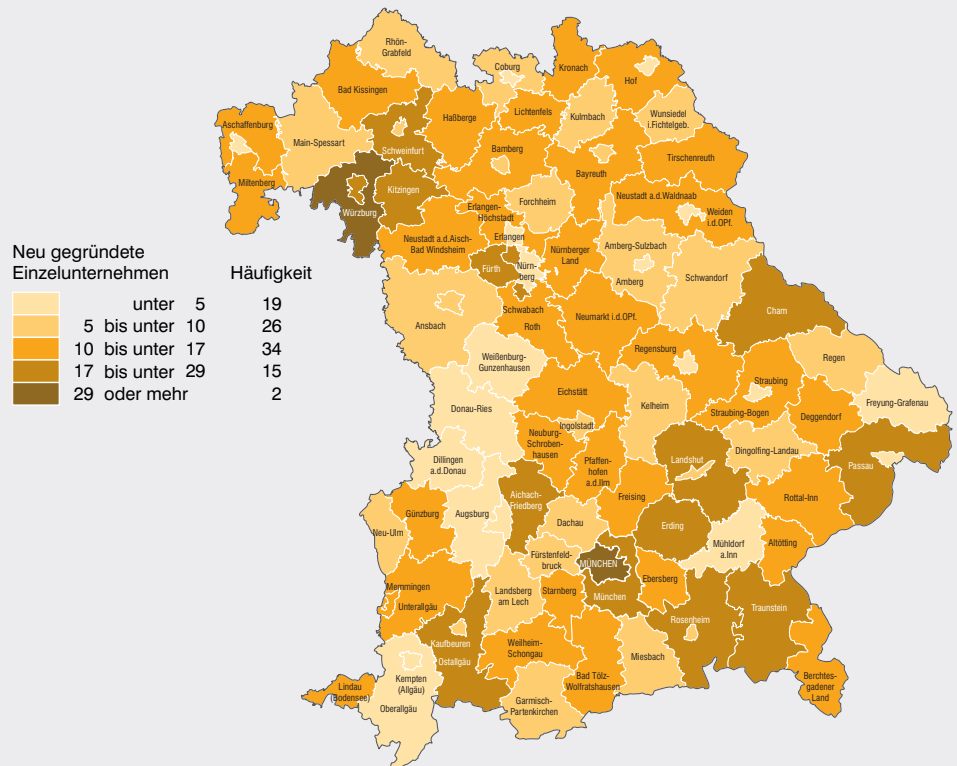 Rhön-
Grabfeld
Coburg
Kronach
Hof
Bad Kissingen
Lichtenfels
Kulmbach
Wunsiedel
i.Fichtelgeb.
Aschaffenburg
Haßberge
Main-Spessart
Schweinfurt
Bamberg
Bayreuth
Tirschenreuth
Miltenberg
Kitzingen
Würzburg
Erlangen-
Höchstadt
Forchheim
Neustadt a.d.Waldnaab
Weiden
i.d.OPf.
Neustadt a.d.Aisch-
Bad Windsheim
Erlangen
Nürnberger
Land
Amberg-Sulzbach
Fürth
Nürn-
berg
Amberg
Schwandorf
Neu gegründete
Einzelunternehmen
Häufigkeit
unter 5 19
5 bis unter 10 26
10 bis unter 17 34
17 bis unter 29 15
29 oder mehr 2
Ansbach
Schwabach
Roth
Neumarkt i.d.OPf.
Cham
Weißenburg-
Gunzenhausen
Regensburg
Regen
Eichstätt
Kelheim
Straubing
Straubing-Bogen
Freyung-Grafenau
Donau-Ries
Ingolstadt
Deggendorf
Neuburg-
Schroben-
hausen
Dillingen
a.d.Donau
Pfaffen-
hofen
a.d.Ilm
Landshut
Dingolfing-Landau
Passau
Aichach-
Friedberg
Freising
Rottal-Inn
Günzburg
Augsburg
Dachau
Erding
Neu-Ulm
Mühldorf
a.Inn
Altötting
Fürstenfeld-
bruck
MÜNCHEN
Memmingen
Unterallgäu
Landsberg
am Lech
Starnberg
München
Ebersberg
Rosenheim
Traunstein
Kaufbeuren
Ostallgäu
Weilheim-
Schongau
Miesbach
Bad Tölz-
Wolfratshausen
Berchtes-
gadener
Land
Kempten
(Allgäu)
Lindau
(Bodensee)
Oberallgäu
Garmisch-
Partenkirchen